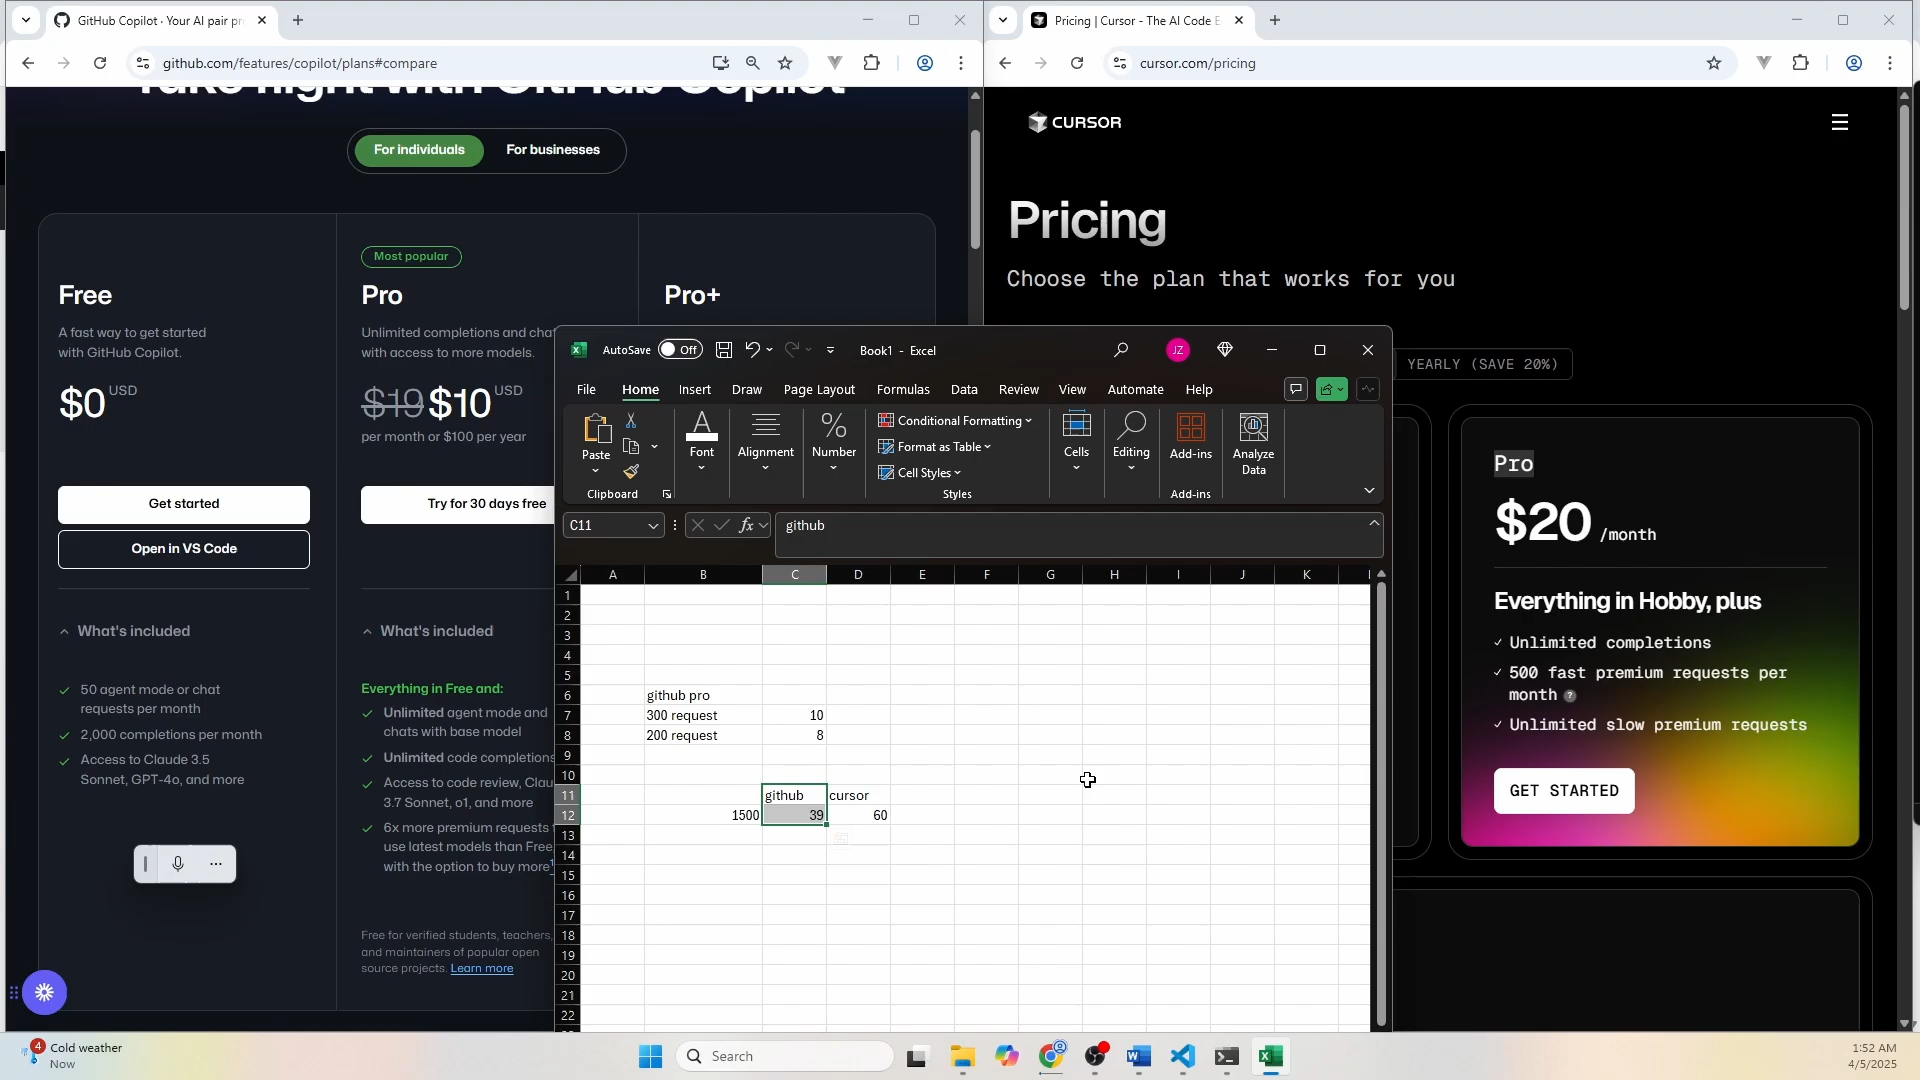 GitHub Copilot · Your AI pair pr
github.com/features/copilot/plans#compare
Take flight with GitHub Copilot
For individuals
For businesses
Free
A fast way to get started
with GitHub Copilot.
$0 USD
Get started
Open in VS Code
What's included
50 agent mode or chat
requests per month
2,000 completions per month
Access to Claude 3.5
Sonnet, GPT-4o, and more
Most popular
Pro
Unlimited completions and chat
with access to more models.
$19 $10 USD
per month or $100 per year
Try for 30 days free
What's included
Everything in Free and:
Unlimited agent mode and
chats with base model
Unlimited code completions
Access to code review, Clau
3.7 Sonnet, o1, and more
6x more premium requests
use latest models than Free
with the option to buy more
Free for verified students, teachers,
and maintainers of popular open
source projects. Learn more
Pro+
Pricing | Cursor - The AI Code E
cursor.com/pricing
CURSOR
Pricing
Choose the plan that works for you
YEARLY (SAVE 20%)
Pro
$20 /month
Everything in Hobby, plus
Unlimited completions
500 fast premium requests per
month ?
Unlimited slow premium requests
GET STARTED
AutoSave Off
Book1 - Excel
JZ
File Home Insert Draw Page Layout Formulas Data Review View Automate Help
Paste
Clipboard
Font
Alignment
Number
Conditional Formatting
Format as Table
Cell Styles
Styles
Cells
Editing
Add-ins
Add-ins
Analyze
Data
C11
fx
github
A B C D E F G H I J K
1
2
3
4
5
6 github pro
7 300 request 10
8 200 request 8
9
10
11 github cursor
12 1500 39 60
13
14
15
16
17
18
19
20
21
22
4
Cold weather
Now
Search
1:52 AM
4/5/2025